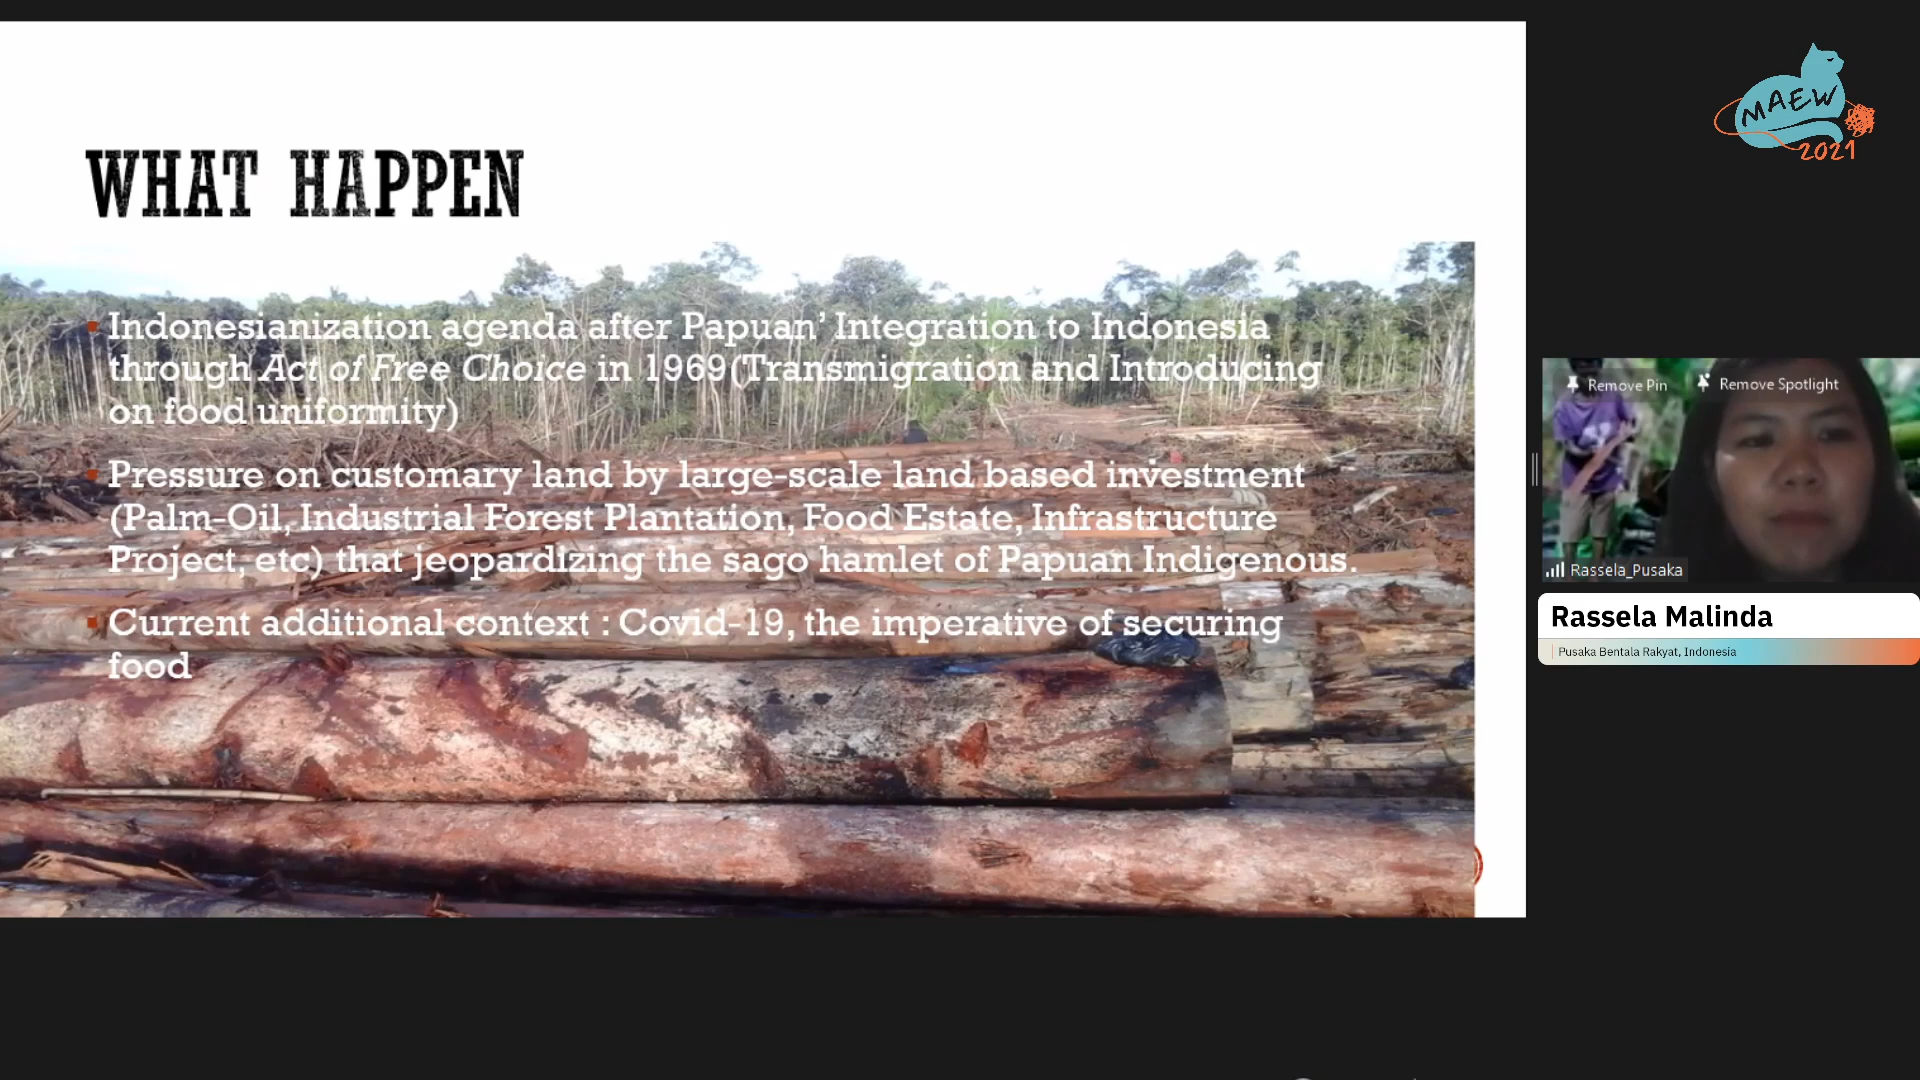 WHAT HAPPEN
Indonesianization agenda after Papuan' Integration to Indonesia
through Act of Free Choice in 1969(Transmigration and Introducing
on food uniformity)
Pressure on customary land by large-scale land based investment
(Palm-Oil, Industrial Forest Plantation, Food Estate, Infrastructure
Project, etc) that jeopardizing the sago hamlet of Papuan Indigenous.
Current additional context : Covid-19, the imperative of securing
food
MAEW
2021
Remove Pin
Remove Spotlight
Rassela_Pusaka
Rassela Malinda
Pusaka Bentala Rakyat, Indonesia